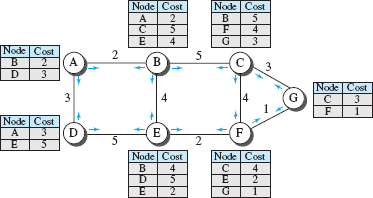 Node Cost
A 2
C 5
E 4
Node Cost
B 5
F 4
G 3
Node Cost
B 2
D 3
A
2
B
5
C
3
3
4
4
G
Node Cost
C 3
F 1
Node Cost
A 3
E 5
D
5
E
2
F
1
Node Cost
B 4
D 5
E 2
Node Cost
C 4
E 2
G 1